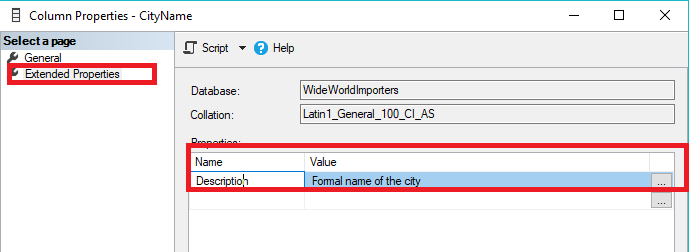 Column Properties - CityName
Select a page
General
Extended Properties
Script
Help
Database:
WideWorldImporters
Collation:
Latin1_General_100_CI_AS
Properties:
Name Value
Description Formal name of the city ...
...